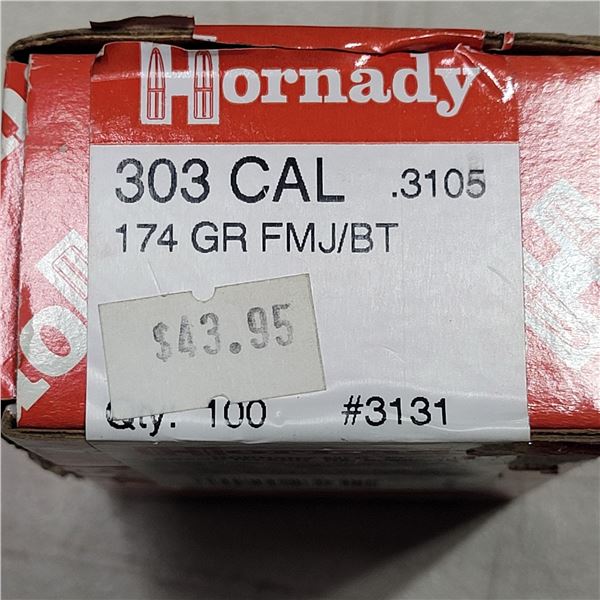 Hornady
303 CAL .3105
174 GR FMJ/BT
$43.95
Qty. 100 #3131